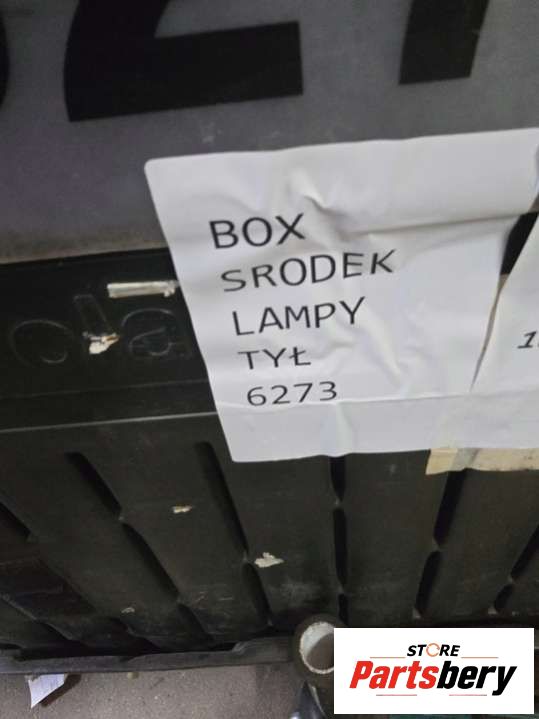 BOX
SRODEK
LAMPY
TYŁ
6273
STORE
Partsbery